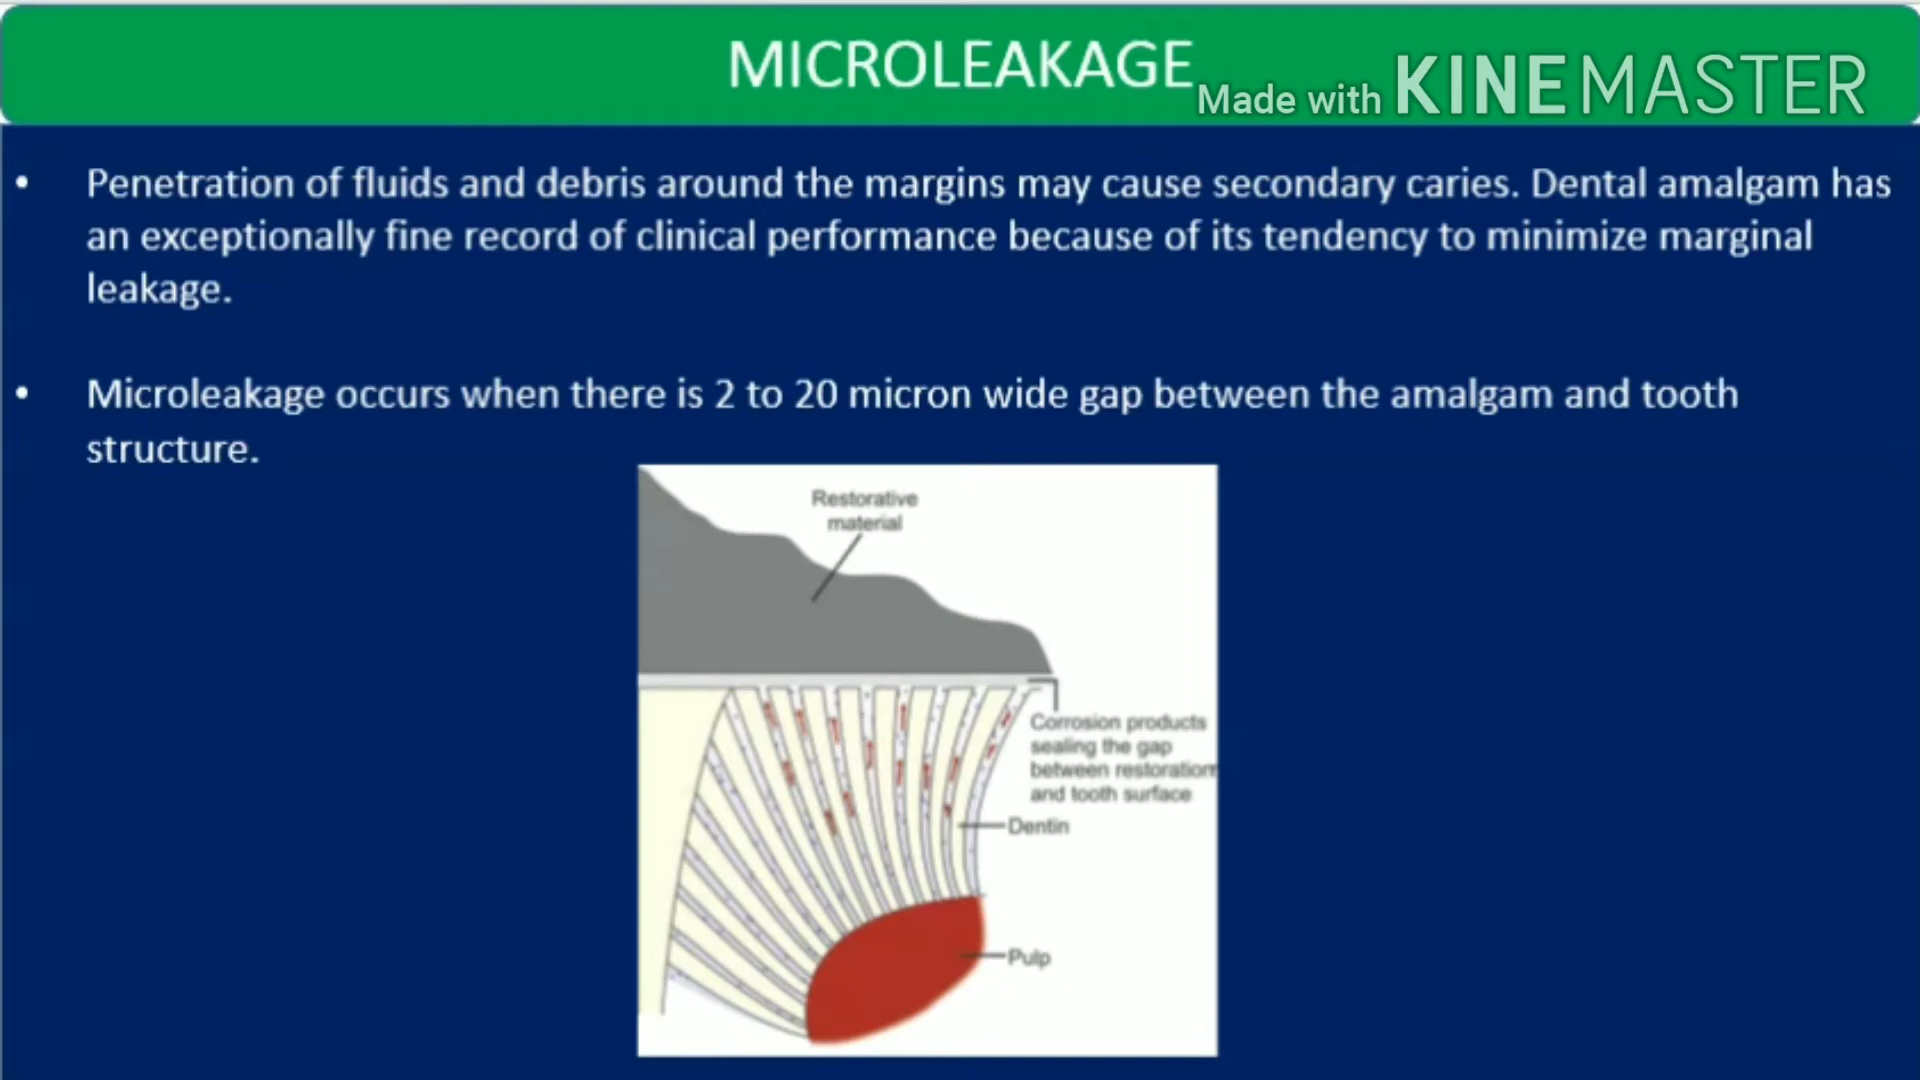 MICROLEAKAGE
Made with KINEMASTER
• Penetration of fluids and debris around the margins may cause secondary caries. Dental amalgam has
an exceptionally fine record of clinical performance because of its tendency to minimize marginal
leakage.
• Microleakage occurs when there is 2 to 20 micron wide gap between the amalgam and tooth
structure.
Restorative
material
Corrosion products
sealing the gap
between restoration
and tooth surface
Dentin
Pulp